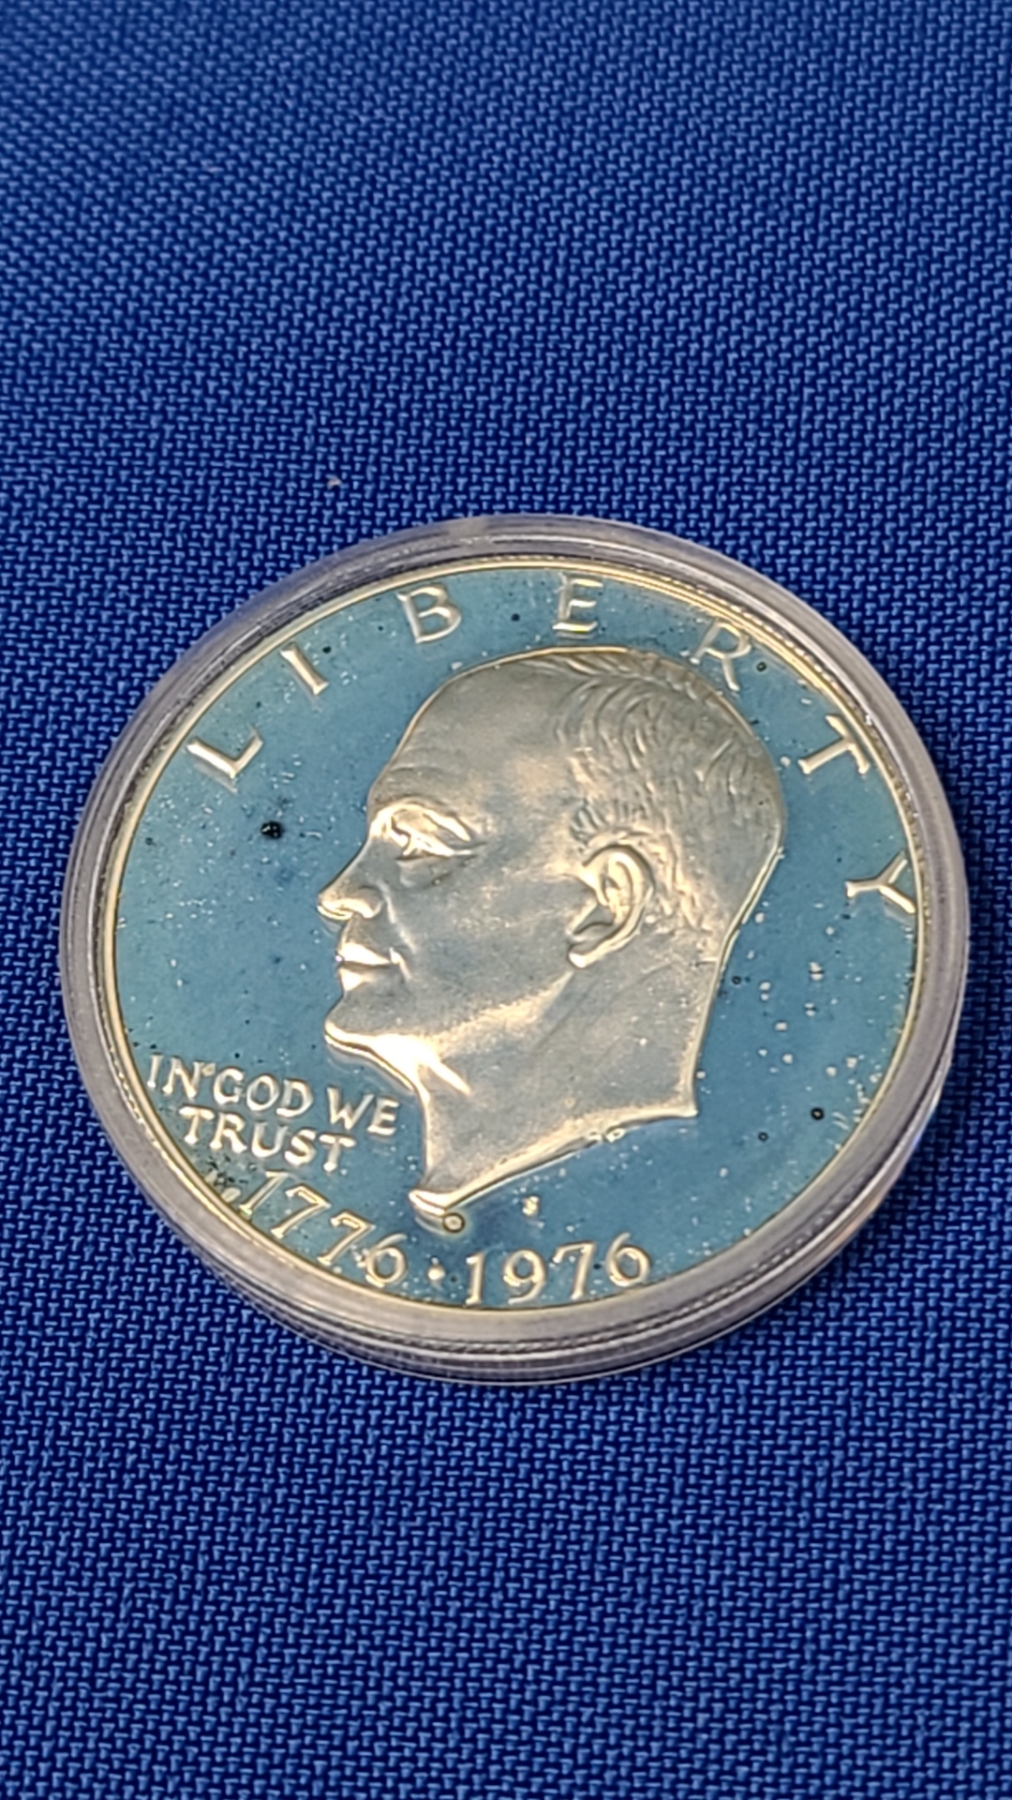 LIBERTY
IN GOD WE
TRUST
S
1776·1976